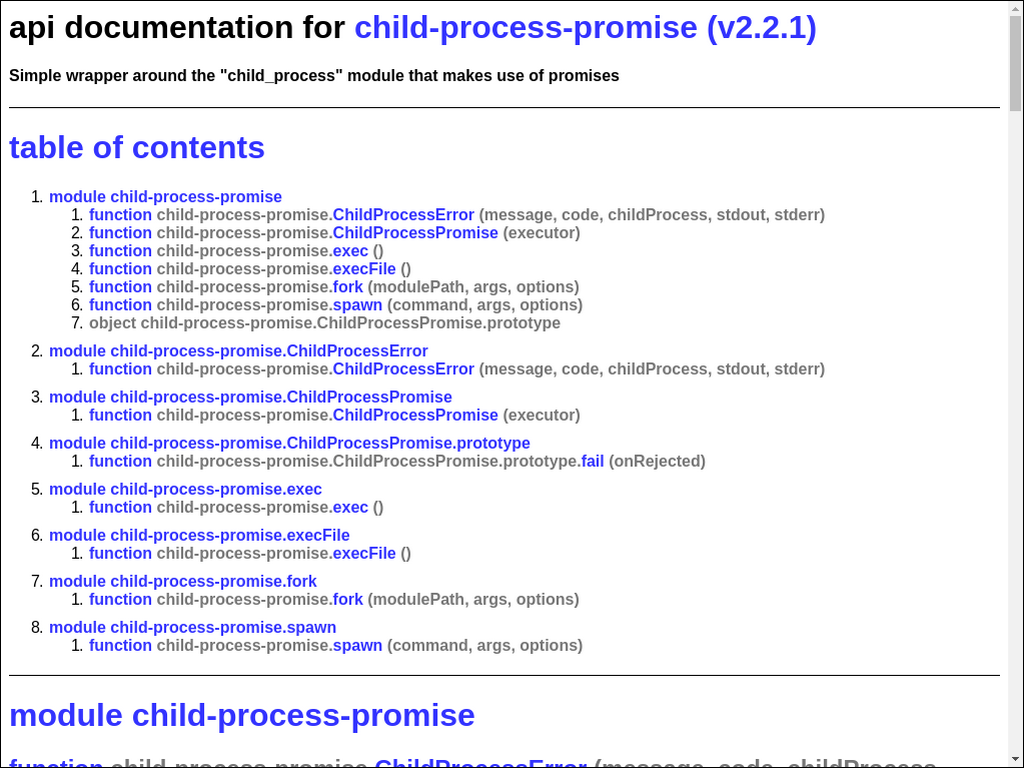 api documentation for child-process-promise (v2.2.1)
Simple wrapper around the "child_process" module that makes use of promises
table of contents
1. module child-process-promise
1. function child-process-promise.ChildProcessError (message, code, childProcess, stdout, stderr)
2. function child-process-promise.ChildProcessPromise (executor)
3. function child-process-promise.exec ()
4. function child-process-promise.execFile ()
5. function child-process-promise.fork (modulePath, args, options)
6. function child-process-promise.spawn (command, args, options)
7. object child-process-promise.ChildProcessPromise.prototype
2. module child-process-promise.ChildProcessError
1. function child-process-promise.ChildProcessError (message, code, childProcess, stdout, stderr)
3. module child-process-promise.ChildProcessPromise
1. function child-process-promise.ChildProcessPromise (executor)
4. module child-process-promise.ChildProcessPromise.prototype
1. function child-process-promise.ChildProcessPromise.prototype.fail (onRejected)
5. module child-process-promise.exec
1. function child-process-promise.exec ()
6. module child-process-promise.execFile
1. function child-process-promise.execFile ()
7. module child-process-promise.fork
1. function child-process-promise.fork (modulePath, args, options)
8. module child-process-promise.spawn
1. function child-process-promise.spawn (command, args, options)
module child-process-promise
function child-process-promise.ChildProcessError (message, code, childProcess,